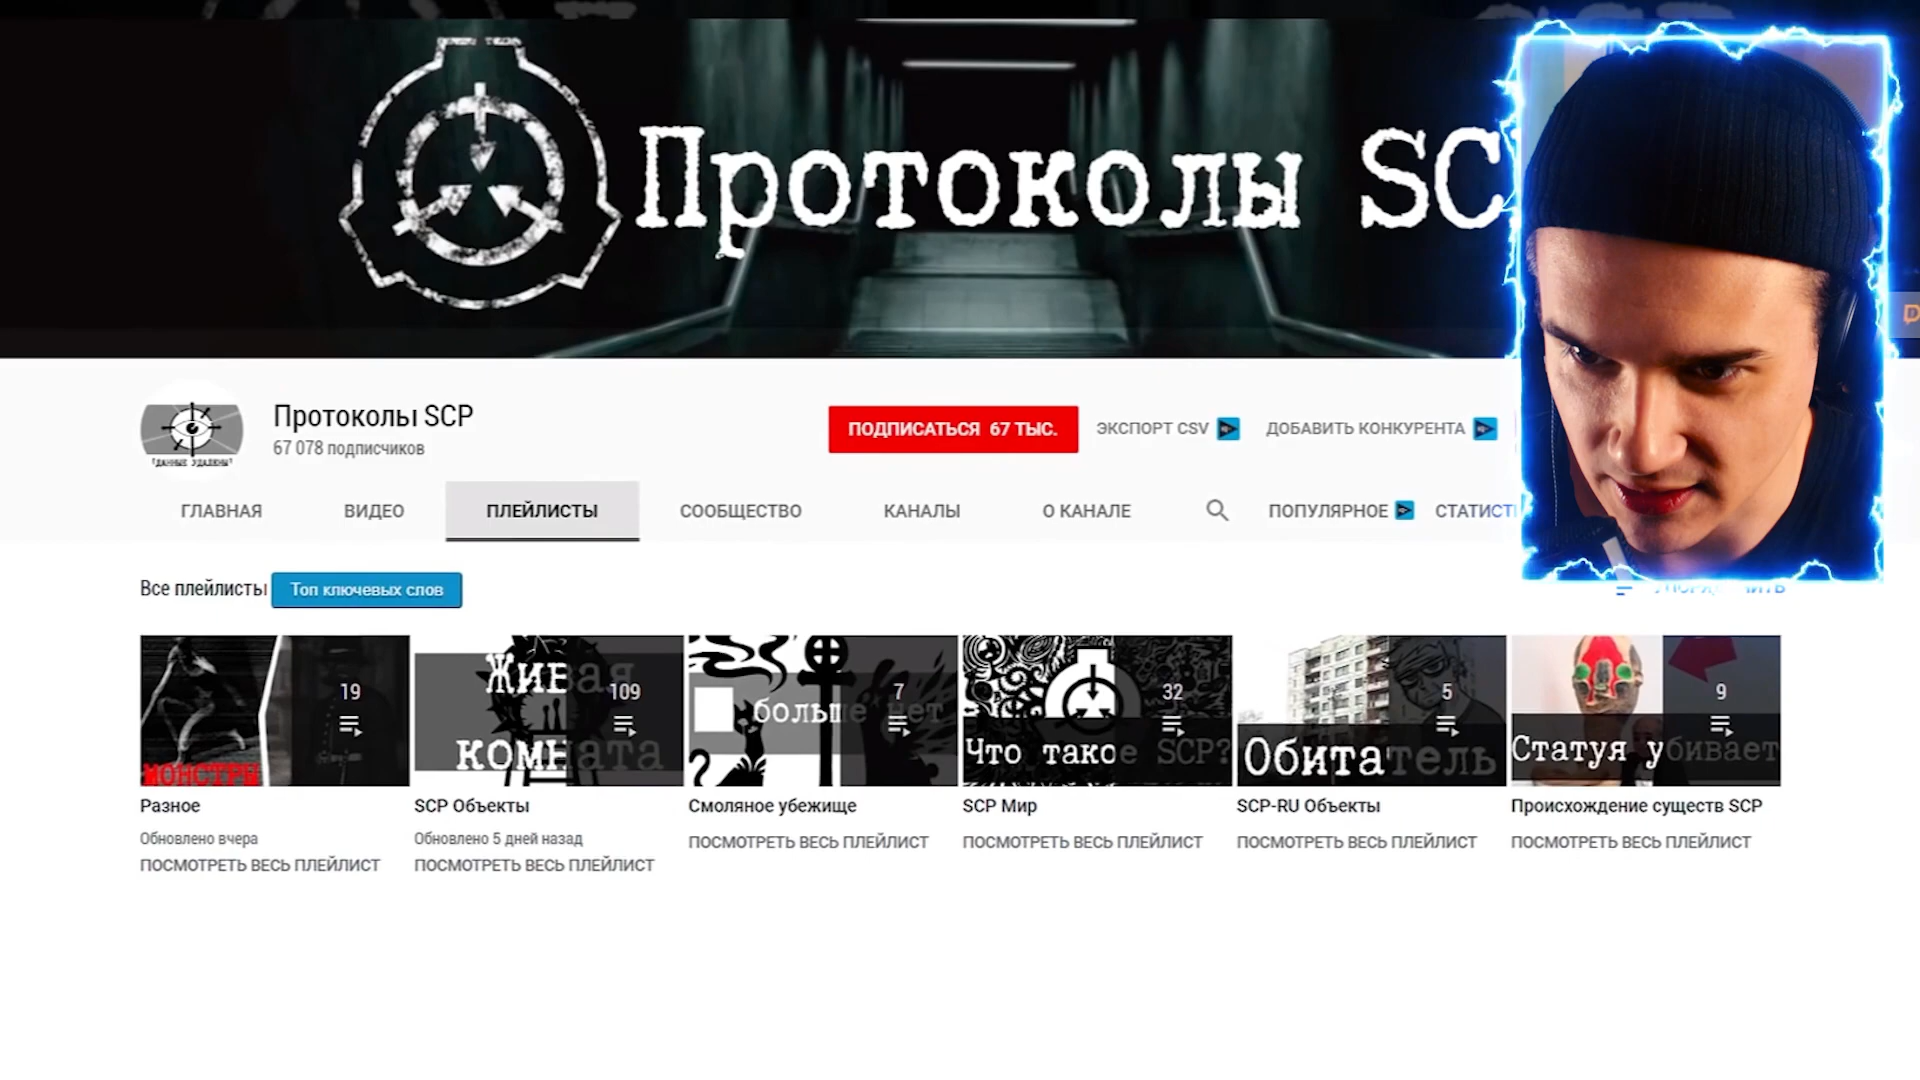 Протоколы SC
Протоколы SCP
67 078 подписчиков
ПОДПИСАТЬСЯ 67 ТЫС.
ЭКСПОРТ CSV
ДОБАВИТЬ КОНКУРЕНТА
ГЛАВНАЯ
ВИДЕО
ПЛЕЙЛИСТЫ
СООБЩЕСТВО
КАНАЛЫ
О КАНАЛЕ
ПОПУЛЯРНОЕ
СТАТИСТ
Все плейлисты
Топ ключевых слов
19
МОНСТРЫ
Разное
Обновлено вчера
ПОСМОТРЕТЬ ВЕСЬ ПЛЕЙЛИСТ
Живая
109
комната
SCP Объекты
Обновлено 5 дней назад
ПОСМОТРЕТЬ ВЕСЬ ПЛЕЙЛИСТ
7
больше нет
Смоляное убежище
ПОСМОТРЕТЬ ВЕСЬ ПЛЕЙЛИСТ
32
Что такое SCP?
SCP Мир
ПОСМОТРЕТЬ ВЕСЬ ПЛЕЙЛИСТ
5
Обитатель
SCP-RU Объекты
ПОСМОТРЕТЬ ВЕСЬ ПЛЕЙЛИСТ
9
Статуя убивает
Происхождение существ SCP
ПОСМОТРЕТЬ ВЕСЬ ПЛЕЙЛИСТ